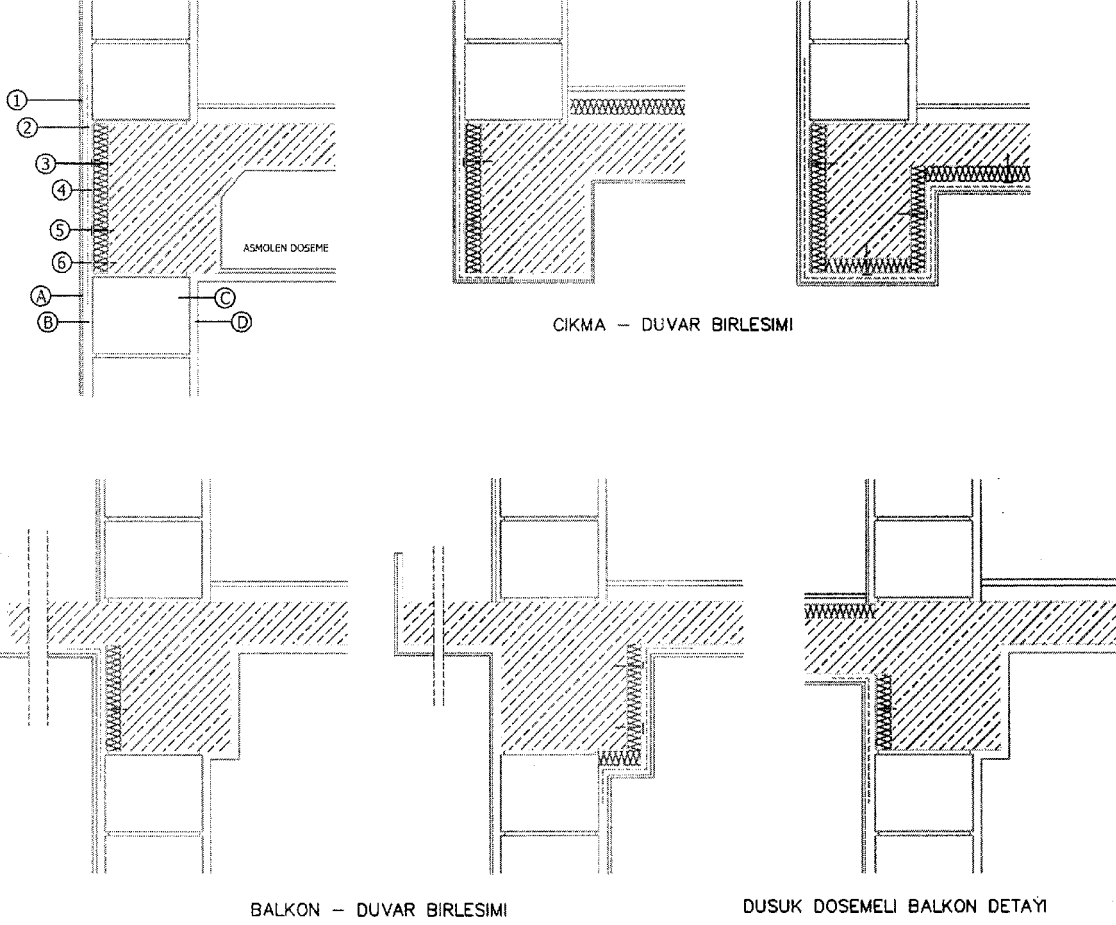 1
2
3
4
5
6
A
B
C
D
ASMOLEN DOSEME
CIKMA – DUVAR BIRLESIMI
BALKON – DUVAR BIRLESIMI
DUSUK DOSEMELI BALKON DETAYI